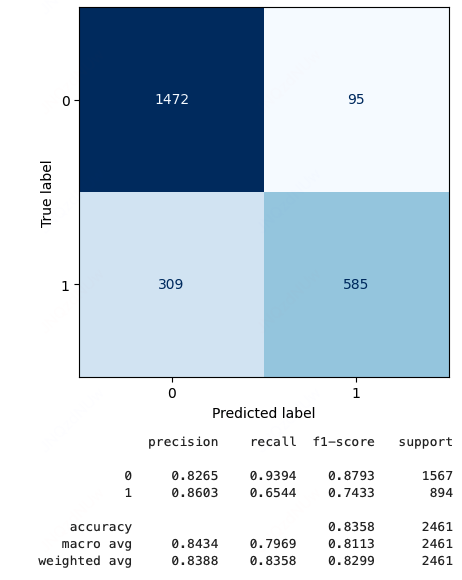 0
1472
95
True label
1
309
585
0 1
Predicted label
precision recall f1-score support
0 0.8265 0.9394 0.8793 1567
1 0.8603 0.6544 0.7433 894
accuracy 0.8358 2461
macro avg 0.8434 0.7969 0.8113 2461
weighted avg 0.8388 0.8358 0.8299 2461